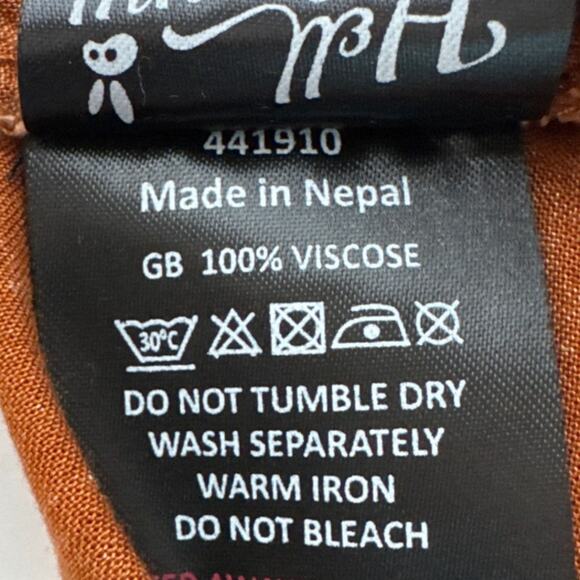 441910
Made in Nepal
GB 100% VISCOSE
30°C
DO NOT TUMBLE DRY
WASH SEPARATELY
WARM IRON
DO NOT BLEACH